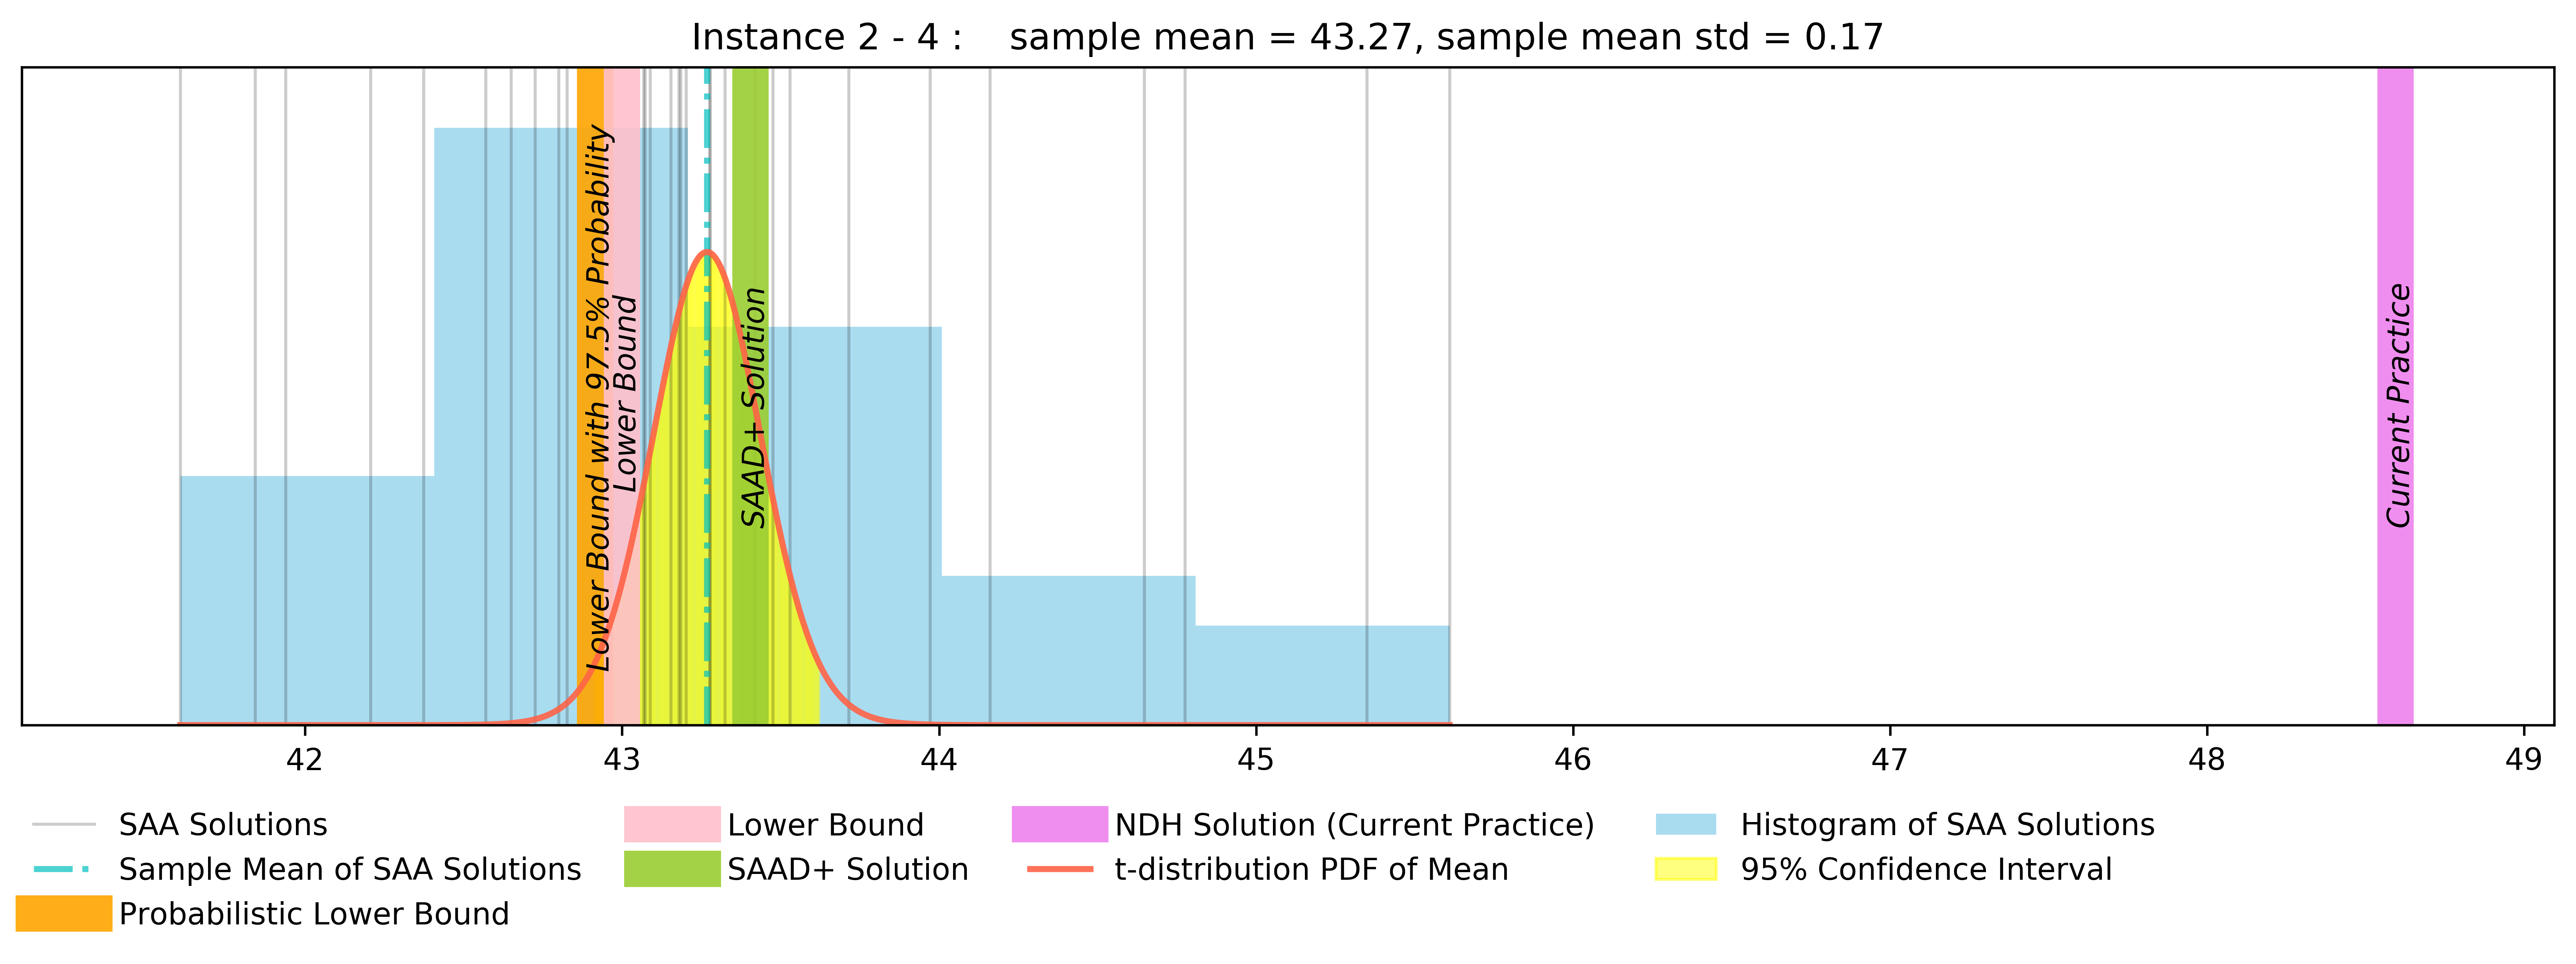 Instance 2 - 4 : sample mean = 43.27, sample mean std = 0.17
Lower Bound with 97.5% Probability
Lower Bound
SAAD+ Solution
Current Practice
42 43 44 45 46 47 48 49
SAA Solutions
Sample Mean of SAA Solutions
Probabilistic Lower Bound
Lower Bound
SAAD+ Solution
NDH Solution (Current Practice)
t-distribution PDF of Mean
Histogram of SAA Solutions
95% Confidence Interval